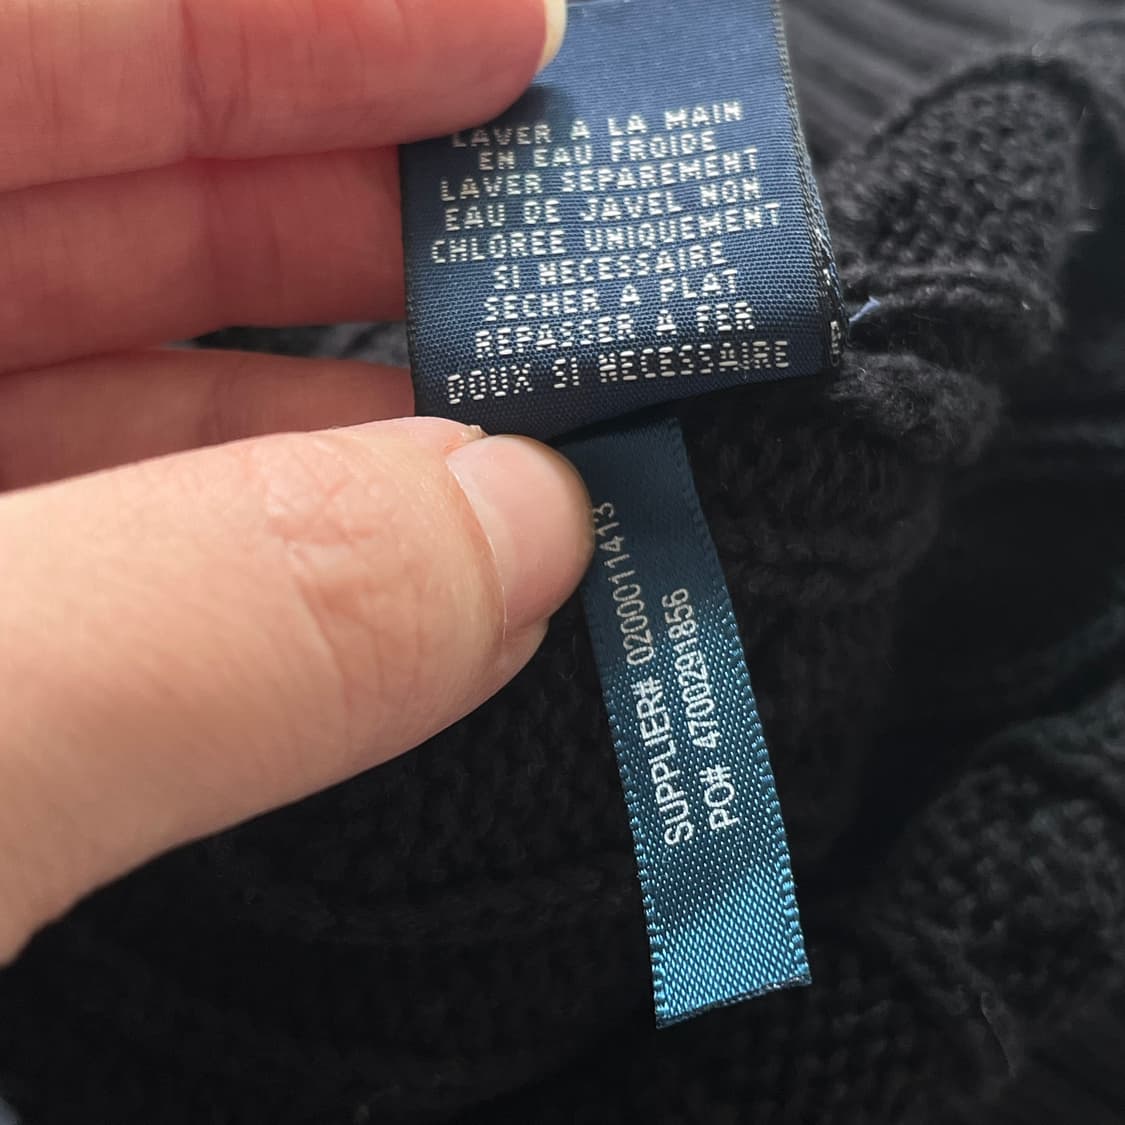 LAVER A LA MAIN
EN EAU FROIDE
LAVER SEPAREMENT
EAU DE JAVEL NON
CHLOREE UNIQUEMENT
SI NECESSAIRE
SECHER A PLAT
REPASSER A FER
DOUX SI NECESSAIRE
SUPPLIER# 0200011413
PO# 4700291856